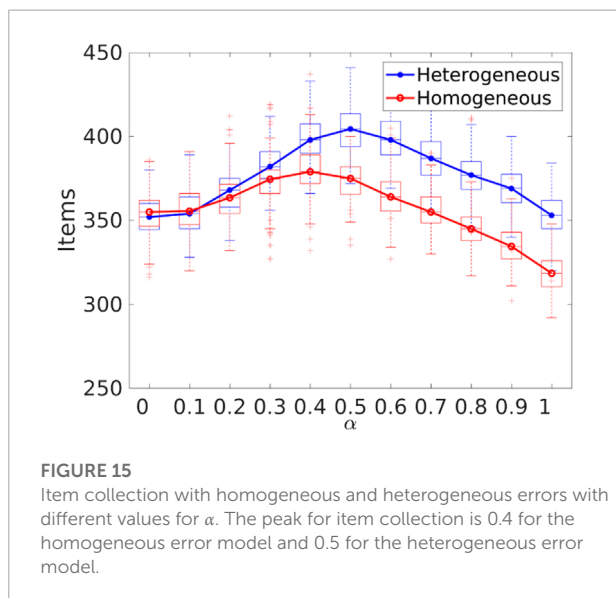 450
Heterogeneous
Homogeneous
400
Items
350
300
250
0 0.1 0.2 0.3 0.4 0.5 0.6 0.7 0.8 0.9 1
α
FIGURE 15
Item collection with homogeneous and heterogeneous errors with
different values for α. The peak for item collection is 0.4 for the
homogeneous error model and 0.5 for the heterogeneous error
model.